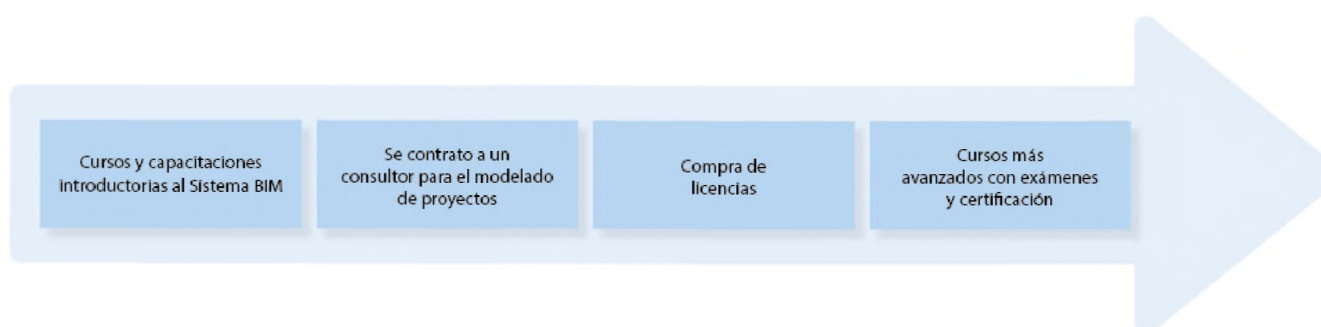 Cursos y capacitaciones
introductorias al Sistema BIM
Se contrato a un
consultor para el modelado
de proyectos
Compra de
licencias
Cursos más
avanzados con exámenes
y certificación